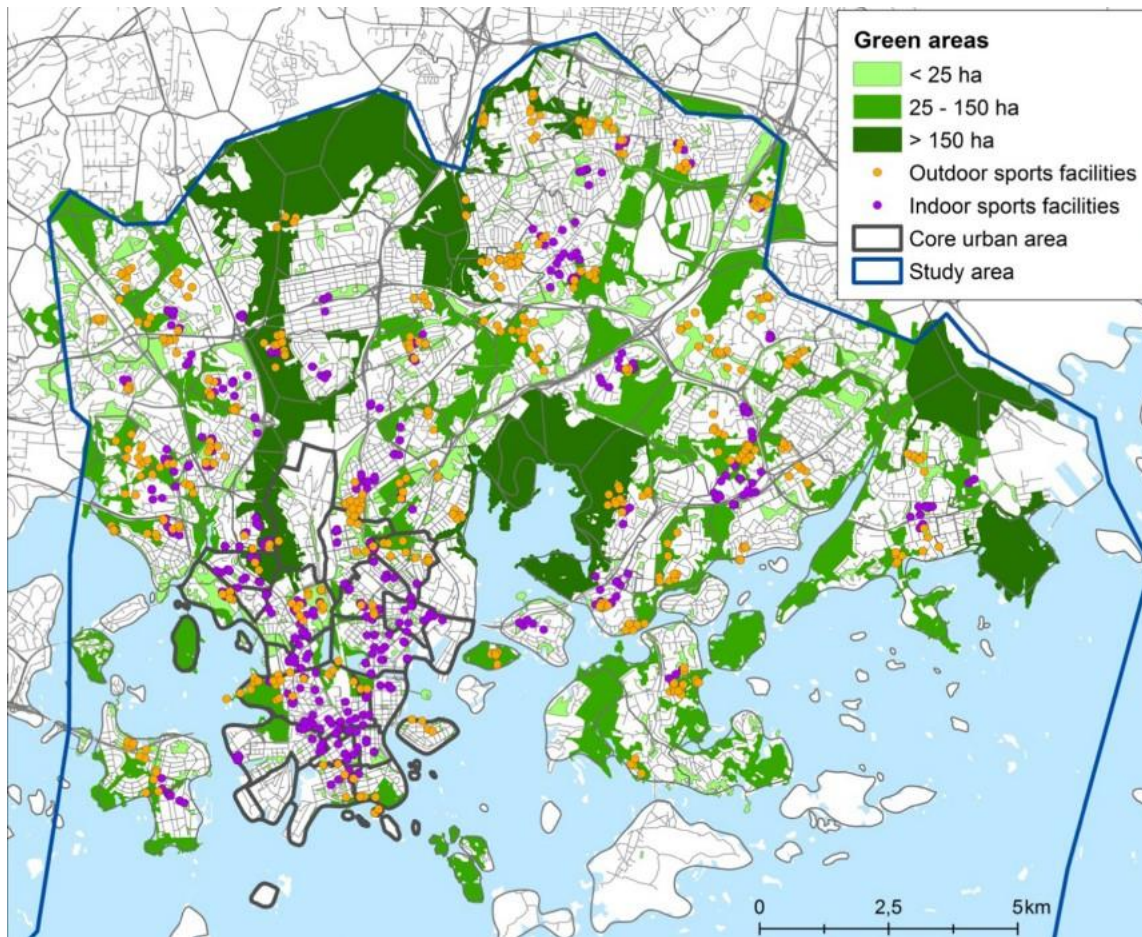 Green areas
< 25 ha
25 - 150 ha
> 150 ha
Outdoor sports facilities
Indoor sports facilities
Core urban area
Study area
0 2,5 5km